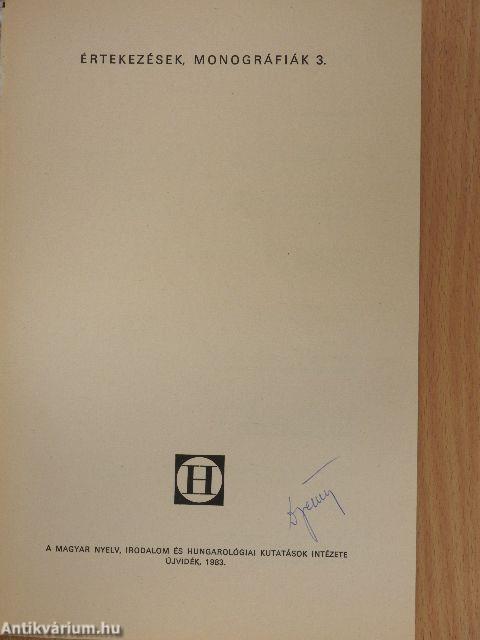 ÉRTEKEZÉSEK, MONOGRÁFIÁK 3.
H
A MAGYAR NYELV, IRODALOM ÉS HUNGAROLÓGIAI KUTATÁSOK INTÉZETE
ÚJVIDÉK, 1983.
Antikvárium.hu